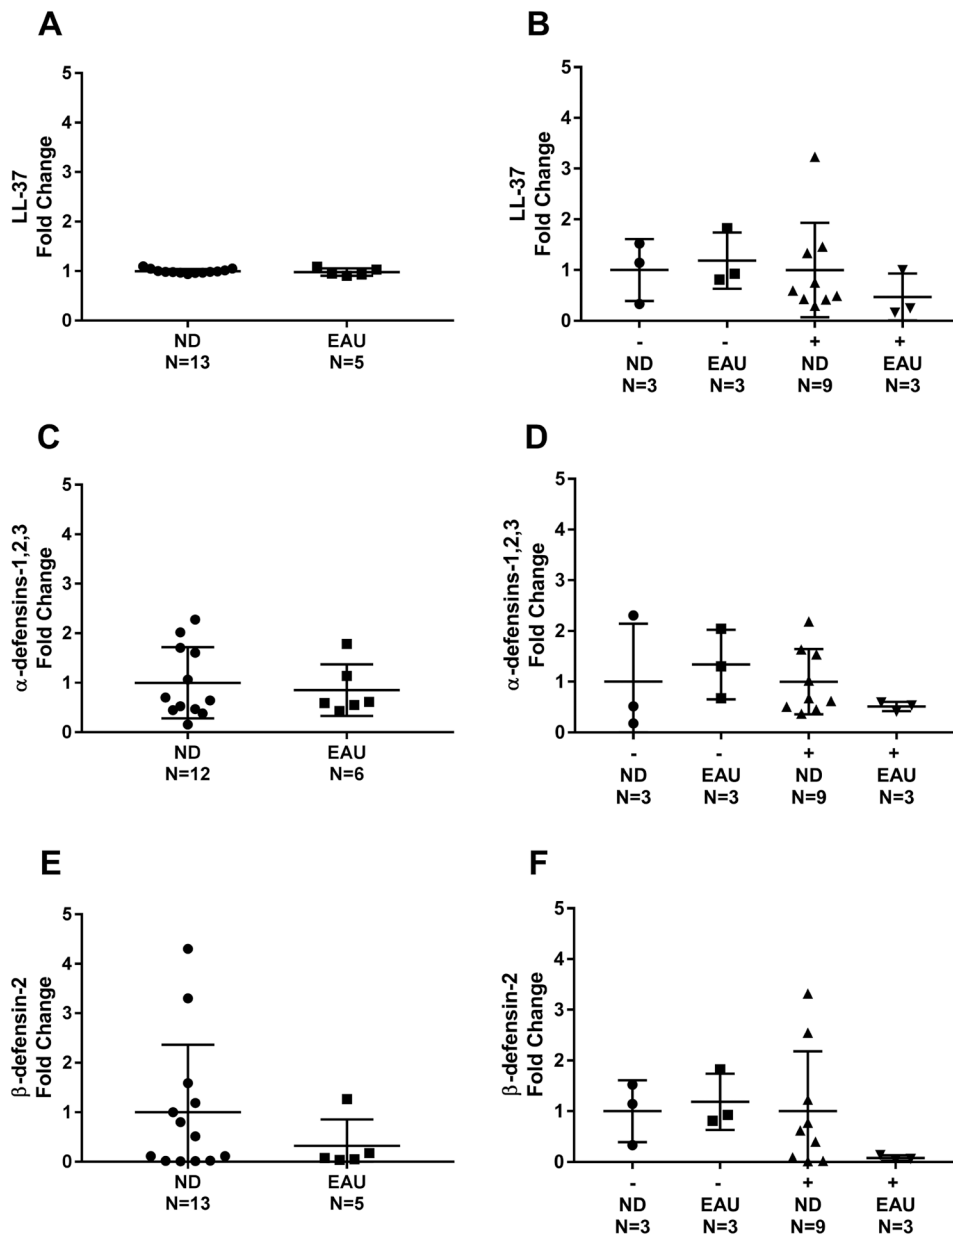 A
LL-37
Fold Change
5
4
3
2
1
0
ND
N=13
EAU
N=5
B
LL-37
Fold Change
5
4
3
2
1
0
- - + +
ND EAU ND EAU
N=3 N=3 N=9 N=3
C
α-defensins-1,2,3
Fold Change
5
4
3
2
1
0
ND
N=12
EAU
N=6
D
α-defensins-1,2,3
Fold Change
5
4
3
2
1
0
- - + +
ND EAU ND EAU
N=3 N=3 N=9 N=3
E
β-defensin-2
Fold Change
5
4
3
2
1
0
ND
N=13
EAU
N=5
F
β-defensin-2
Fold Change
5
4
3
2
1
0
- - + +
ND EAU ND EAU
N=3 N=3 N=9 N=3